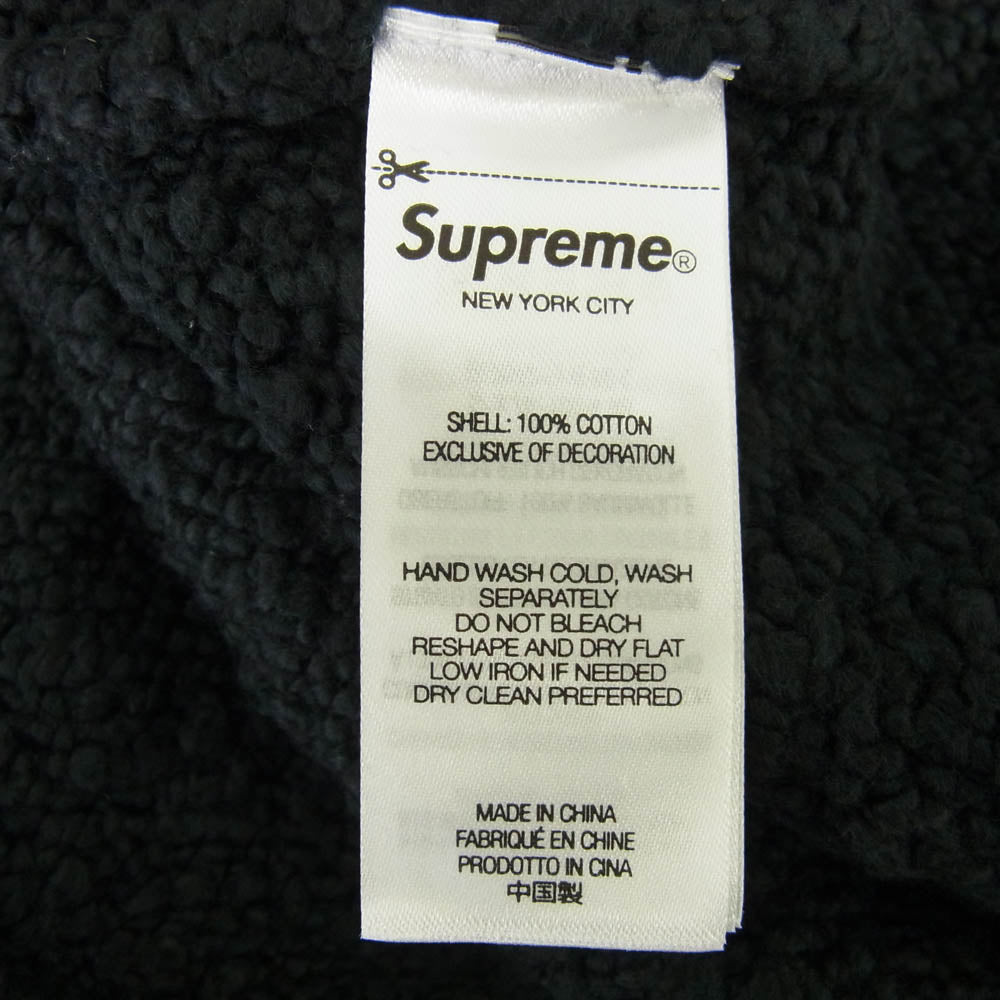 Supreme®
NEW YORK CITY
SHELL: 100% COTTON
EXCLUSIVE OF DECORATION
HAND WASH COLD, WASH
SEPARATELY
DO NOT BLEACH
RESHAPE AND DRY FLAT
LOW IRON IF NEEDED
DRY CLEAN PREFERRED
MADE IN CHINA
FABRIQUÉ EN CHINE
PRODOTTO IN CINA
中国製